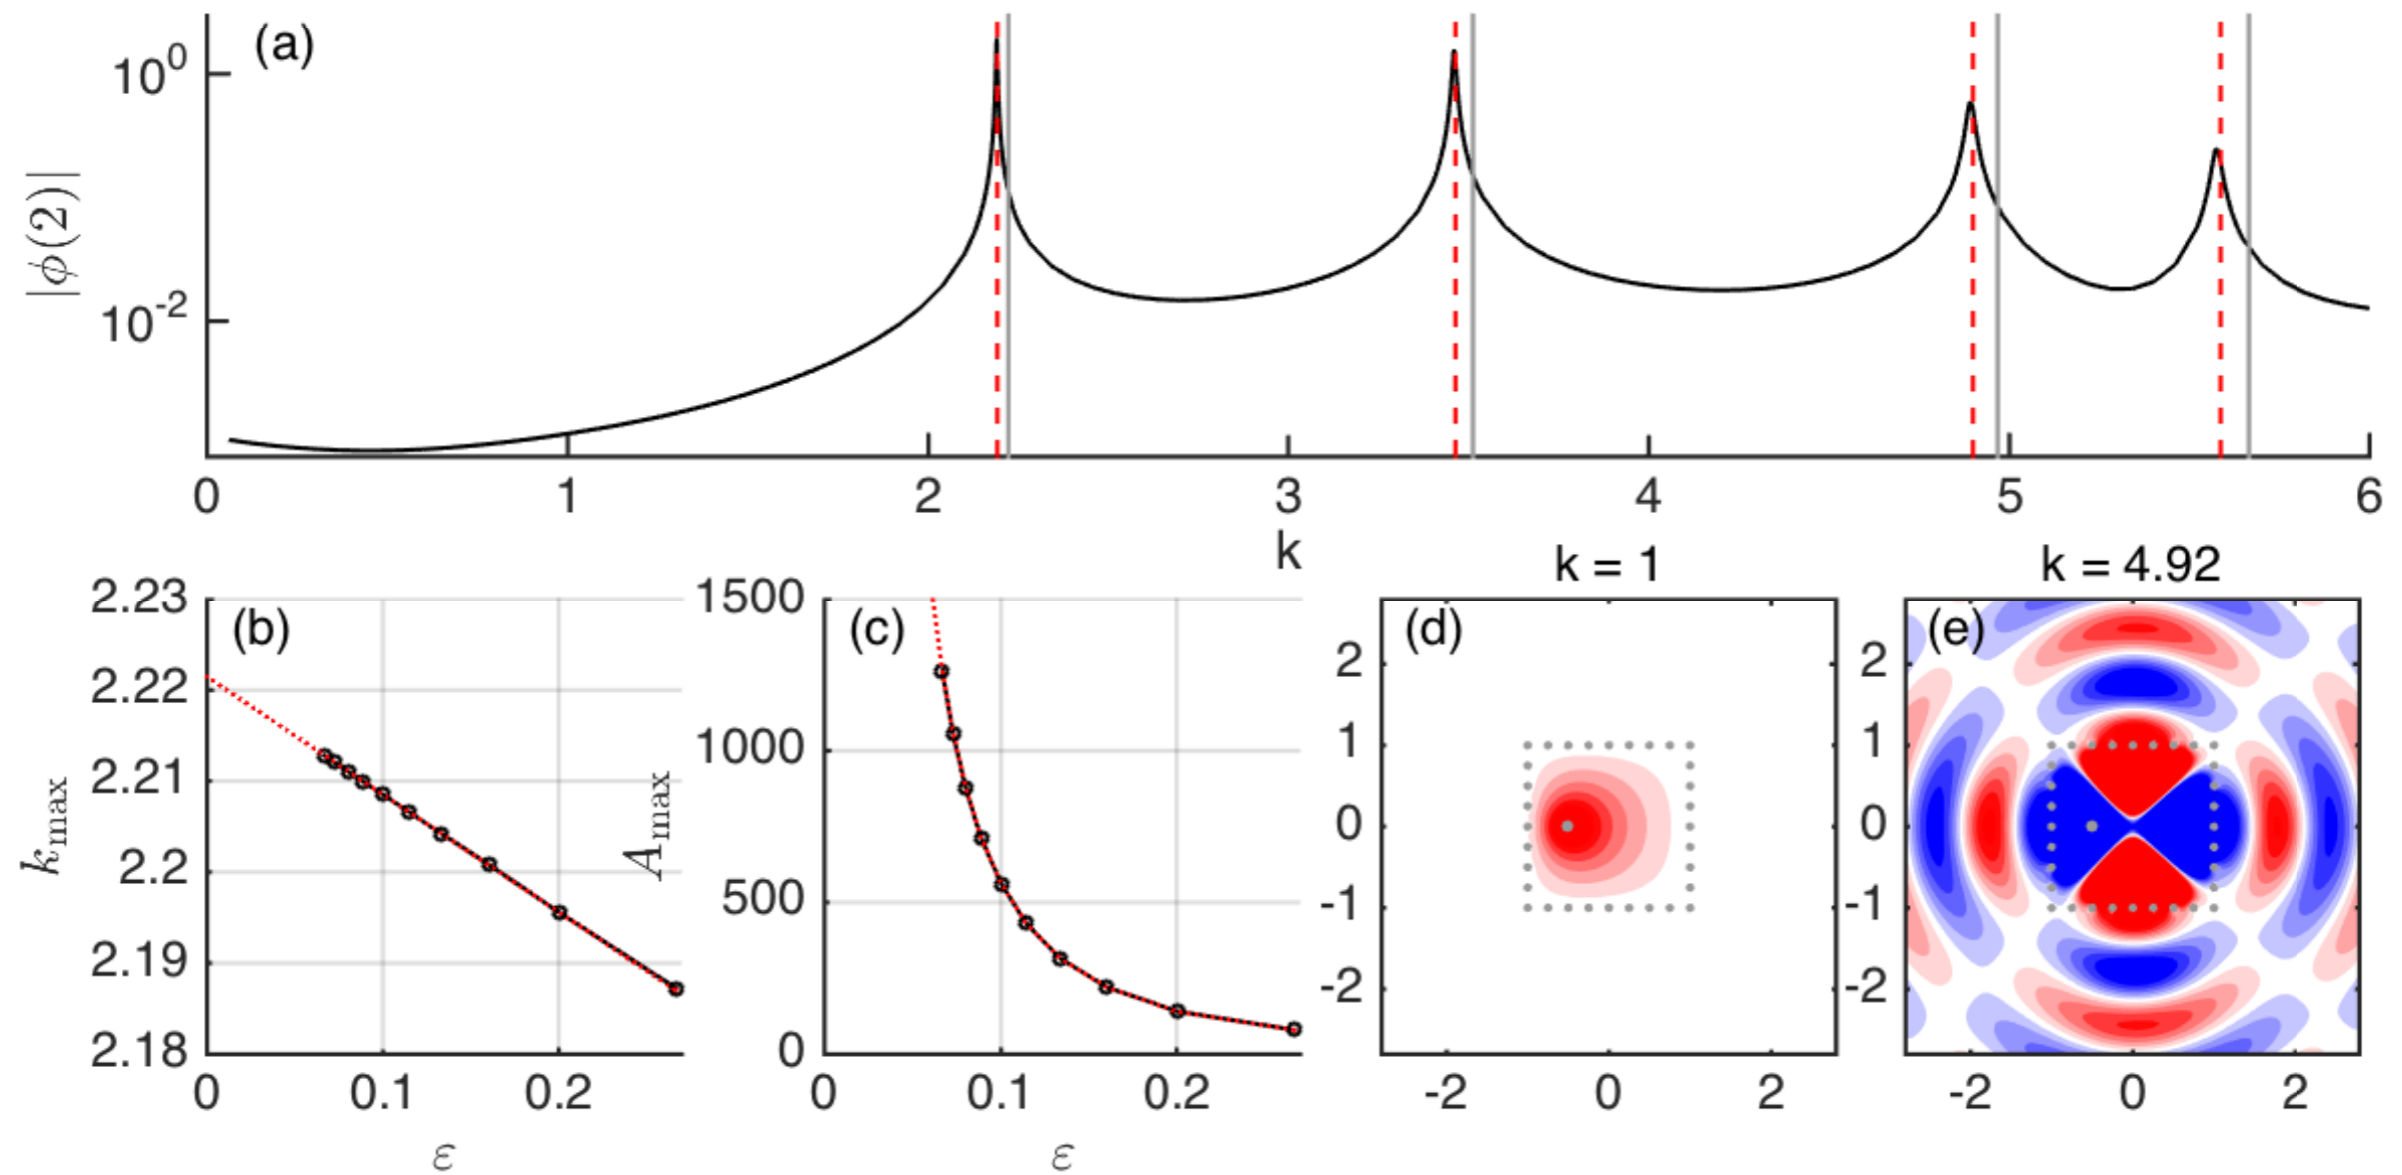 (a)
10⁰
10⁻²
|ϕ(2)|
0 1 2 3 4 5 6
k
(b)
2.23
2.22
2.21
2.2
2.19
2.18
k_max
0 0.1 0.2
ε
(c)
1500
1000
500
0
A_max
0 0.1 0.2
ε
k = 1
(d)
2
1
0
-1
-2
-2 0 2
k = 4.92
(e)
2
1
0
-1
-2
-2 0 2